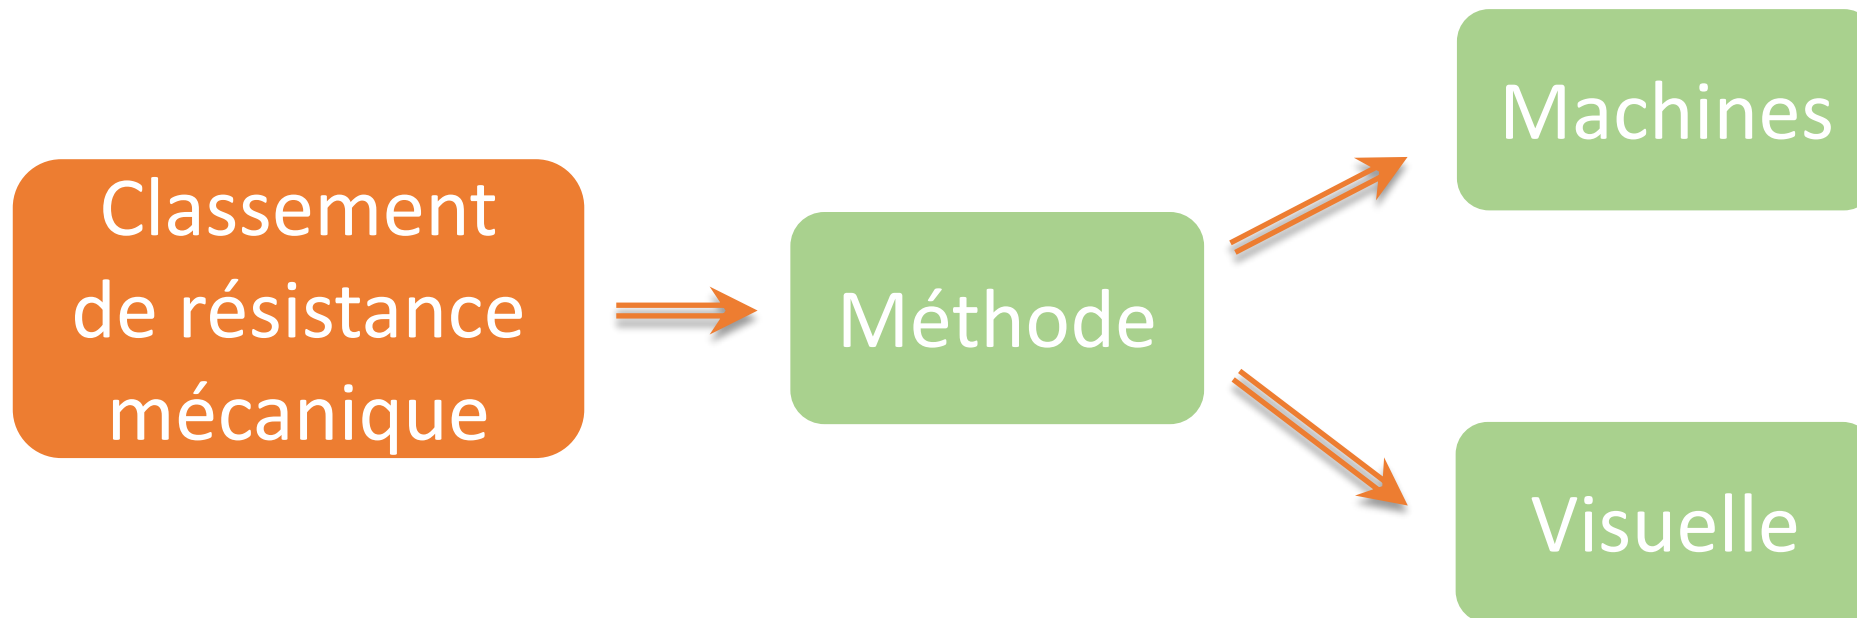 Classement
de résistance
mécanique
Méthode
Machines
Visuelle